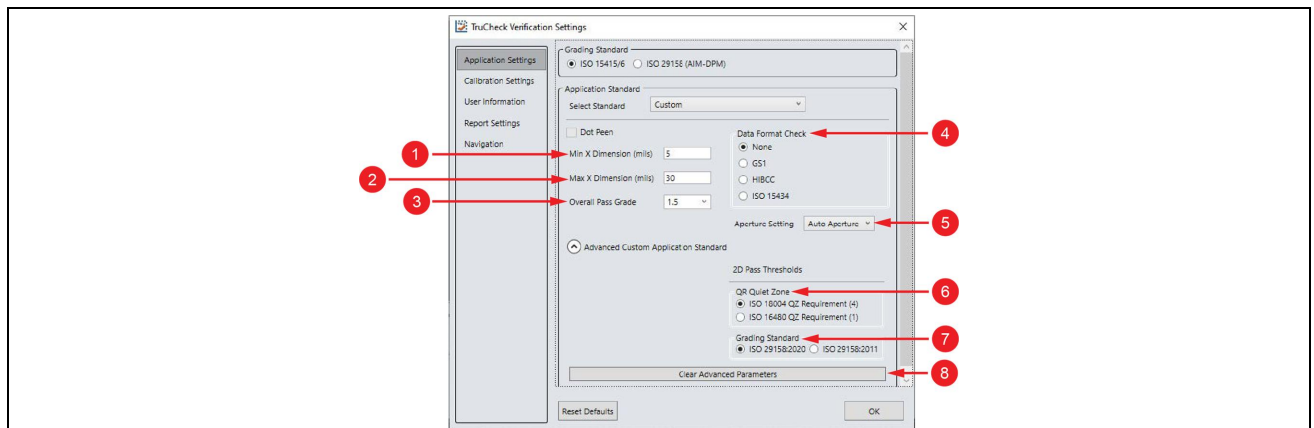 TruCheck Verification Settings
Application Settings
Calibration Settings
User Information
Report Settings
Navigation
Grading Standard
ISO 15415/6 ISO 29158 (AIM-DPM)
Application Standard
Select Standard Custom
Dot Peen
Min X Dimension (mils) 5
Max X Dimension (mils) 30
Overall Pass Grade 1.5
Data Format Check
None
GS1
HIBCC
ISO 15434
Aperture Setting Auto Aperture
Advanced Custom Application Standard
2D Pass Thresholds
QR Quiet Zone
ISO 18004 QZ Requirement (4)
ISO 16480 QZ Requirement (1)
Grading Standard
ISO 29158:2020 ISO 29158:2011
Clear Advanced Parameters
Reset Defaults
OK
1
2
3
4
5
6
7
8